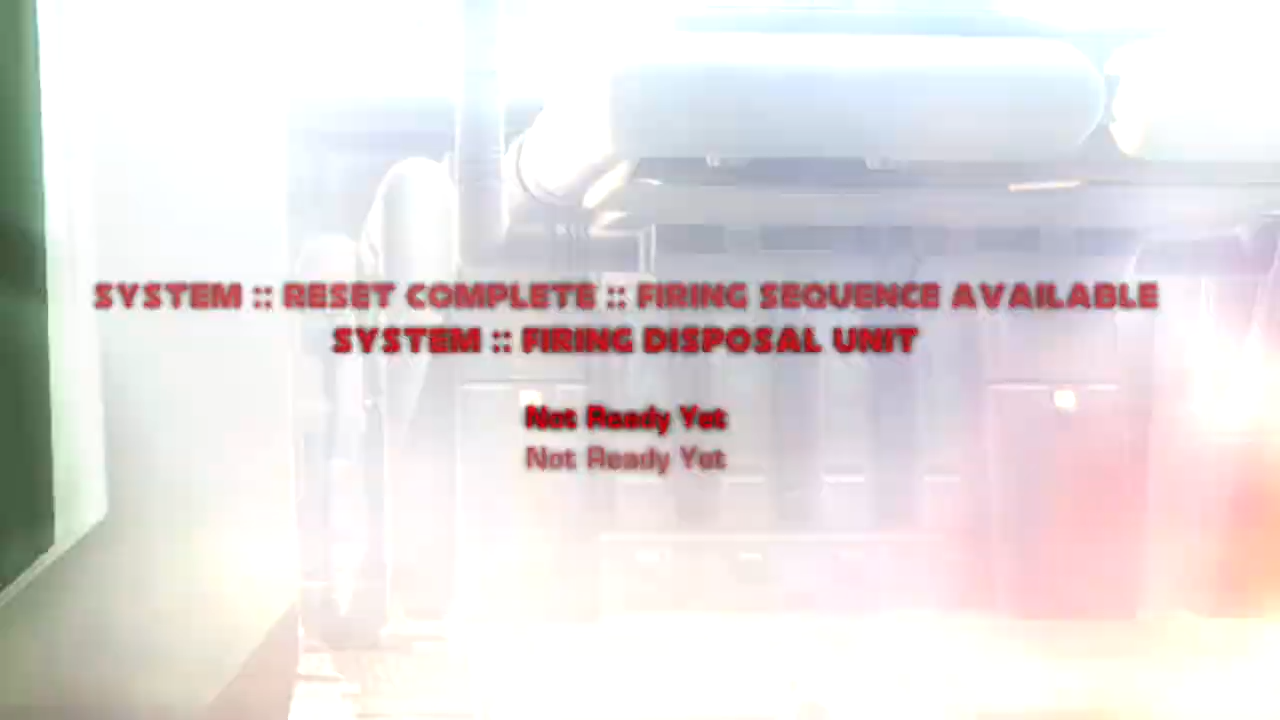 SYSTEM :: RESET COMPLETE :: FIRING SEQUENCE AVAILABLE
SYSTEM :: FIRING DISPOSAL UNIT
Not Ready Yet
Not Ready Yet